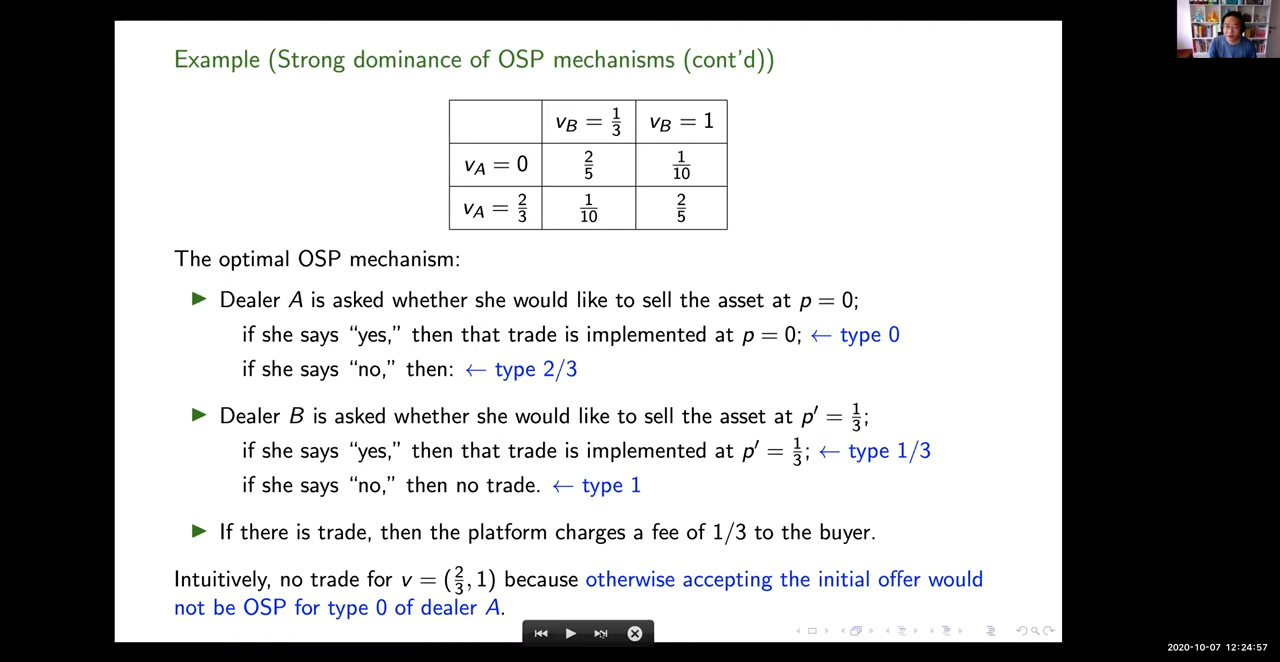 Example (Strong dominance of OSP mechanisms (cont'd))
v_B = 1/3 v_B = 1
v_A = 0 2/5 1/10
v_A = 2/3 1/10 2/5
The optimal OSP mechanism:
▶ Dealer A is asked whether she would like to sell the asset at p = 0;
if she says "yes," then that trade is implemented at p = 0; ← type 0
if she says "no," then: ← type 2/3
▶ Dealer B is asked whether she would like to sell the asset at p′ = 1/3;
if she says "yes," then that trade is implemented at p′ = 1/3; ← type 1/3
if she says "no," then no trade. ← type 1
▶ If there is trade, then the platform charges a fee of 1/3 to the buyer.
Intuitively, no trade for v = (2/3, 1) because otherwise accepting the initial offer would
not be OSP for type 0 of dealer A.
2020-10-07 12:24:57